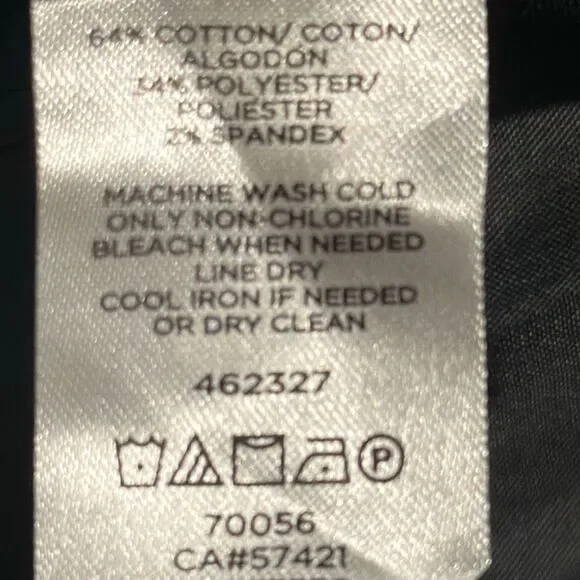 64% COTTON/ COTON/
ALGODÓN
34% POLYESTER/
POLIESTER
2% SPANDEX
MACHINE WASH COLD
ONLY NON-CHLORINE
BLEACH WHEN NEEDED
LINE DRY
COOL IRON IF NEEDED
OR DRY CLEAN
462327
P
70056
CA#57421